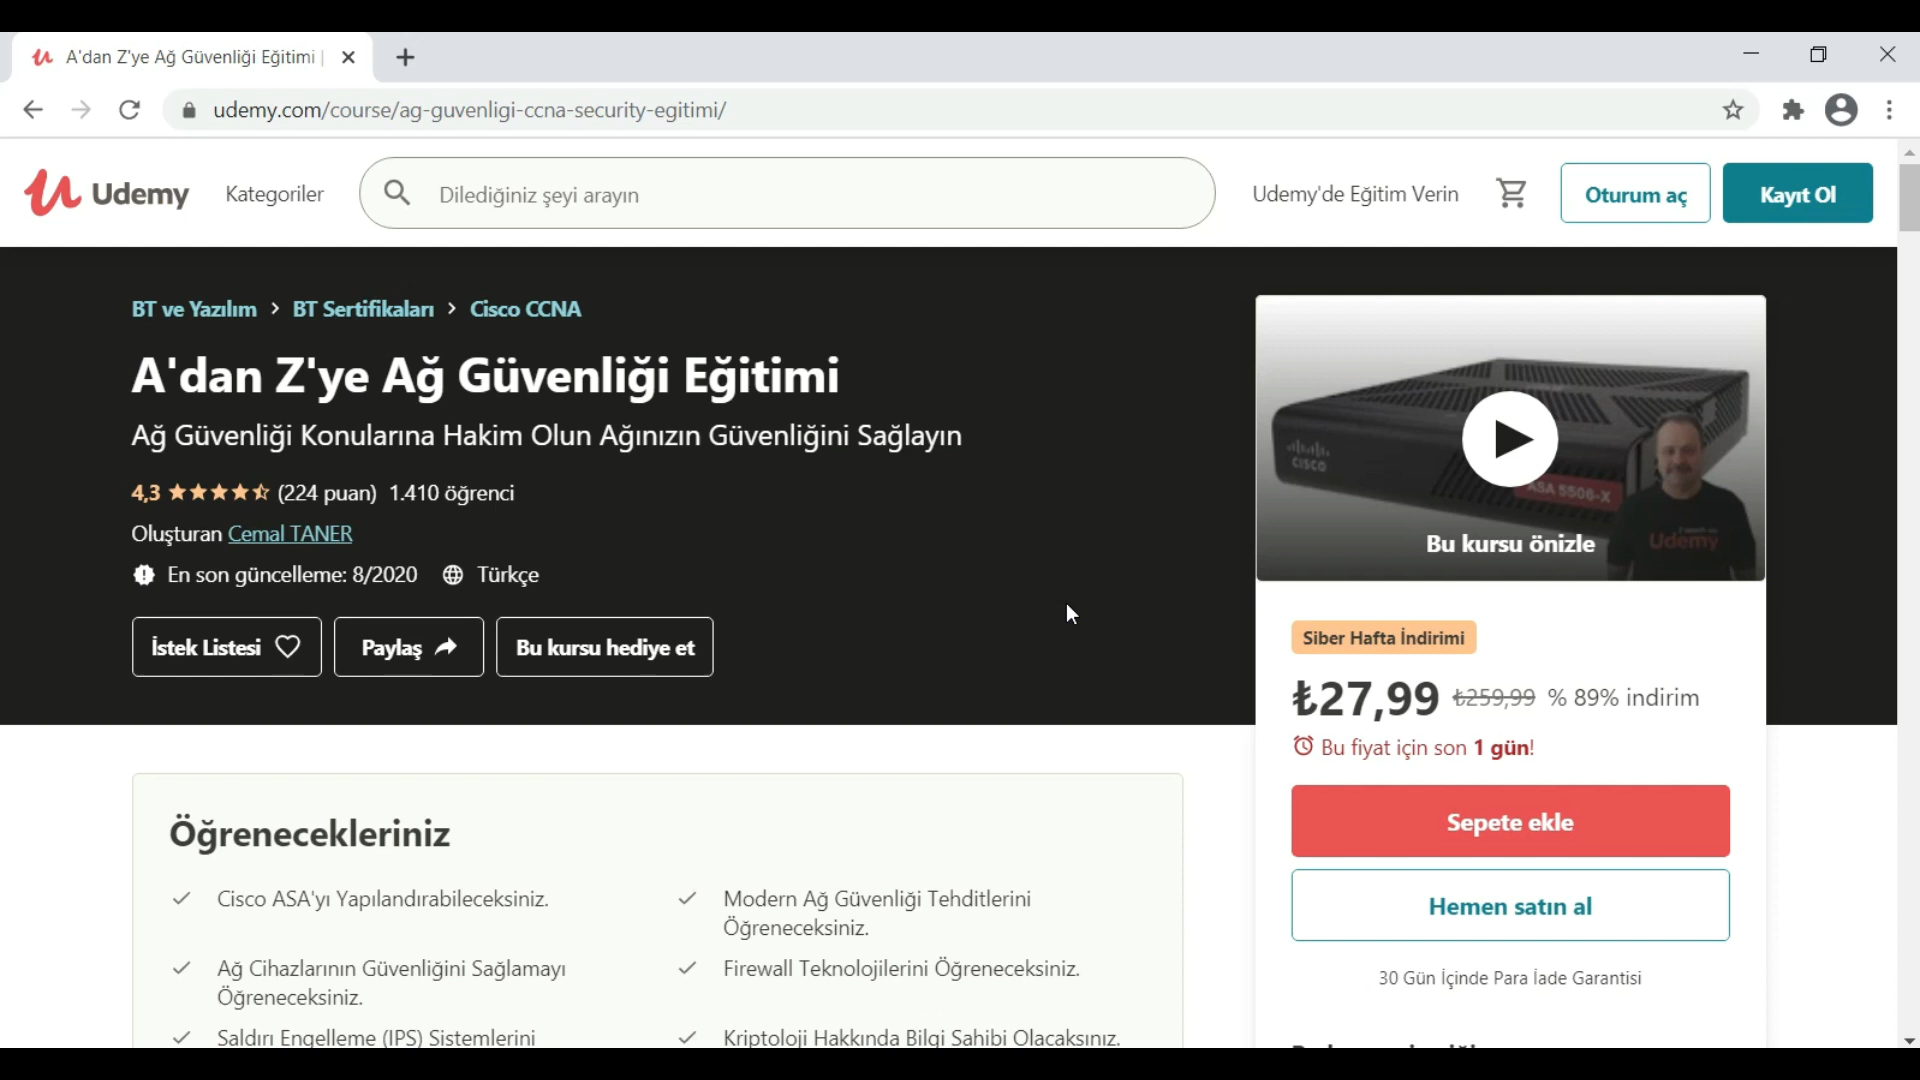 A'dan Z'ye Ağ Güvenliği Eğitimi |
udemy.com/course/ag-guvenligi-ccna-security-egitimi/
Udemy
Kategoriler
Dilediğiniz şeyi arayın
Udemy'de Eğitim Verin
Oturum aç
Kayıt Ol
BT ve Yazılım > BT Sertifikaları > Cisco CCNA
A'dan Z'ye Ağ Güvenliği Eğitimi
Ağ Güvenliği Konularına Hakim Olun Ağınızın Güvenliğini Sağlayın
4,3 (224 puan) 1.410 öğrenci
Oluşturan Cemal TANER
En son güncelleme: 8/2020 Türkçe
İstek Listesi
Paylaş
Bu kursu hediye et
CISCO
ASA 5506-X
Udemy
Bu kursu önizle
Siber Hafta İndirimi
₺27,99 ₺259,99 % 89% indirim
Bu fiyat için son 1 gün!
Sepete ekle
Hemen satın al
30 Gün İçinde Para İade Garantisi
Öğrenecekleriniz
Cisco ASA'yı Yapılandırabileceksiniz.
Modern Ağ Güvenliği Tehditlerini
Öğreneceksiniz.
Ağ Cihazlarının Güvenliğini Sağlamayı
Öğreneceksiniz.
Firewall Teknolojilerini Öğreneceksiniz.
Saldırı Engelleme (IPS) Sistemlerini
Kriptoloji Hakkında Bilgi Sahibi Olacaksınız.